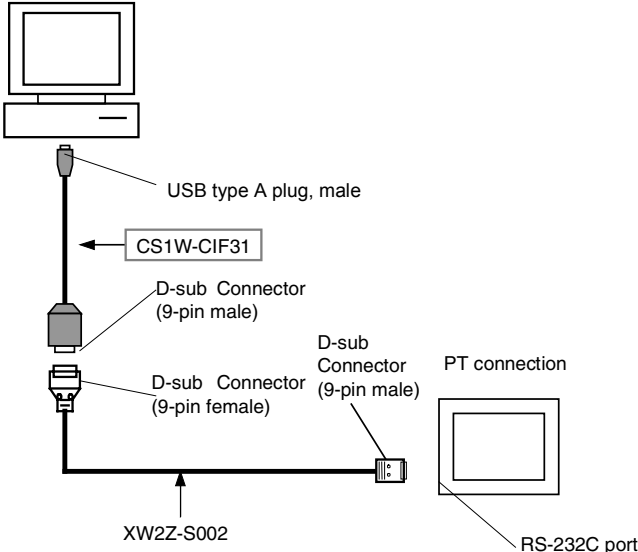 USB type A plug, male
CS1W-CIF31
D-sub Connector
(9-pin male)
D-sub
Connector
(9-pin male)
PT connection
D-sub Connector
(9-pin female)
XW2Z-S002
RS-232C port